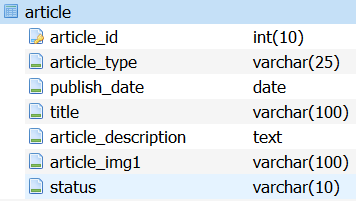 article
article_id int(10)
article_type varchar(25)
publish_date date
title varchar(100)
article_description text
article_img1 varchar(100)
status varchar(10)